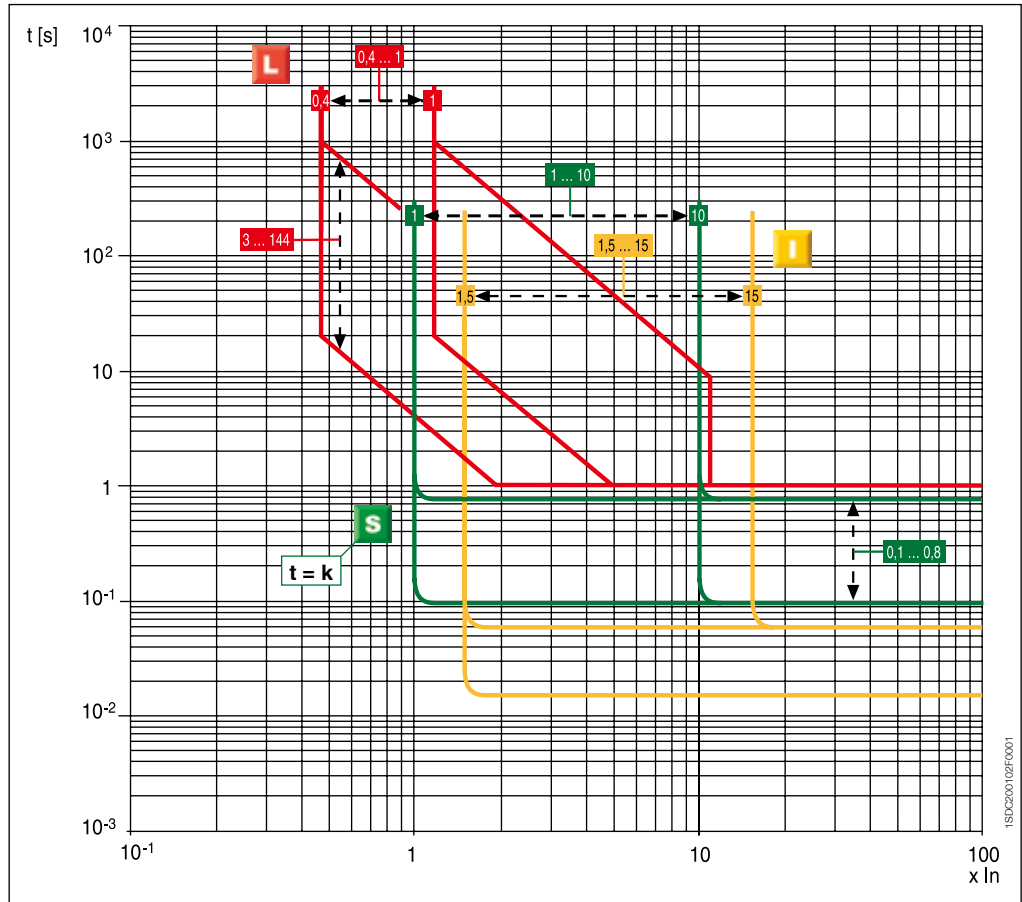 t [s]
10⁴
L
0,4 ... 1
0,4
1
10³
1 ... 10
1
10
3 ... 144
1,5 ... 15
I
10²
1,5
15
10
1
S
t = k
0,1 ... 0,8
10⁻¹
10⁻²
10⁻³
10⁻¹
1
10
100
x In
1SDC200102F0001